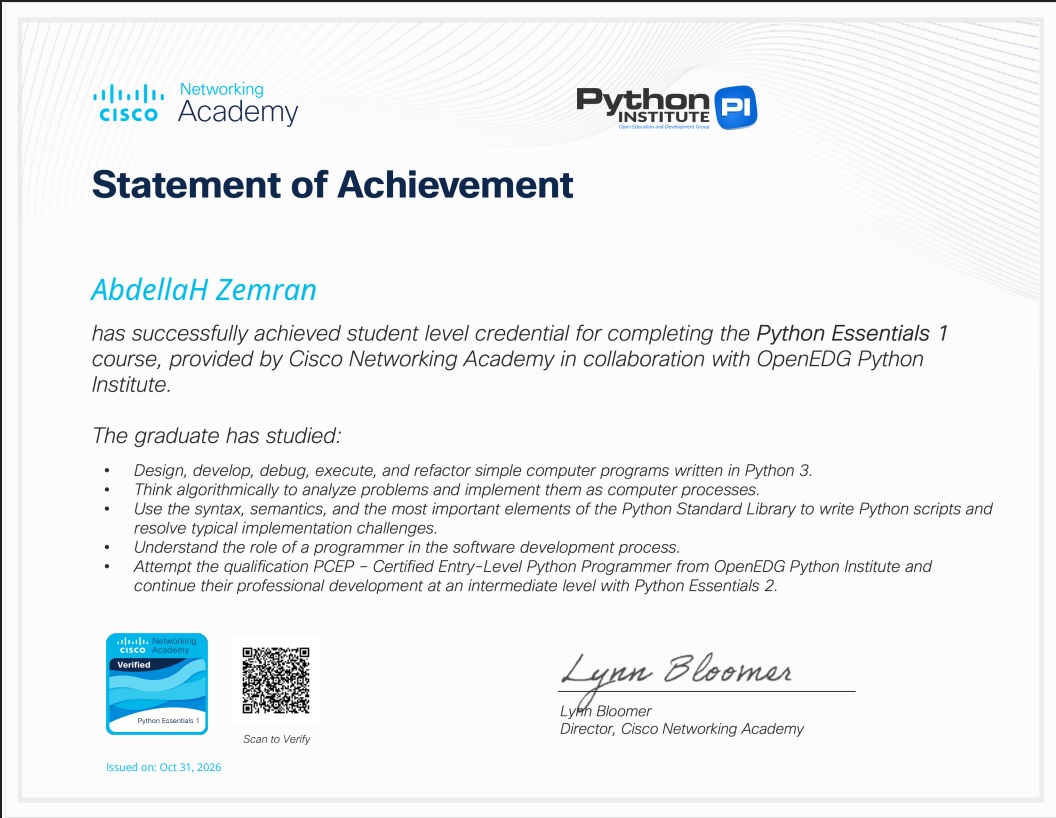 Networking
CISCO Academy
Python
INSTITUTE PI
Open Education and Development Group
Statement of Achievement
AbdellaH Zemran
has successfully achieved student level credential for completing the Python Essentials 1
course, provided by Cisco Networking Academy in collaboration with OpenEDG Python
Institute.
The graduate has studied:
• Design, develop, debug, execute, and refactor simple computer programs written in Python 3.
• Think algorithmically to analyze problems and implement them as computer processes.
• Use the syntax, semantics, and the most important elements of the Python Standard Library to write Python scripts and
resolve typical implementation challenges.
• Understand the role of a programmer in the software development process.
• Attempt the qualification PCEP – Certified Entry-Level Python Programmer from OpenEDG Python Institute and
continue their professional development at an intermediate level with Python Essentials 2.
Networking
CISCO Academy
Verified
Python Essentials 1
Scan to Verify
Lynn Bloomer
Lynn Bloomer
Director, Cisco Networking Academy
Issued on: Oct 31, 2026